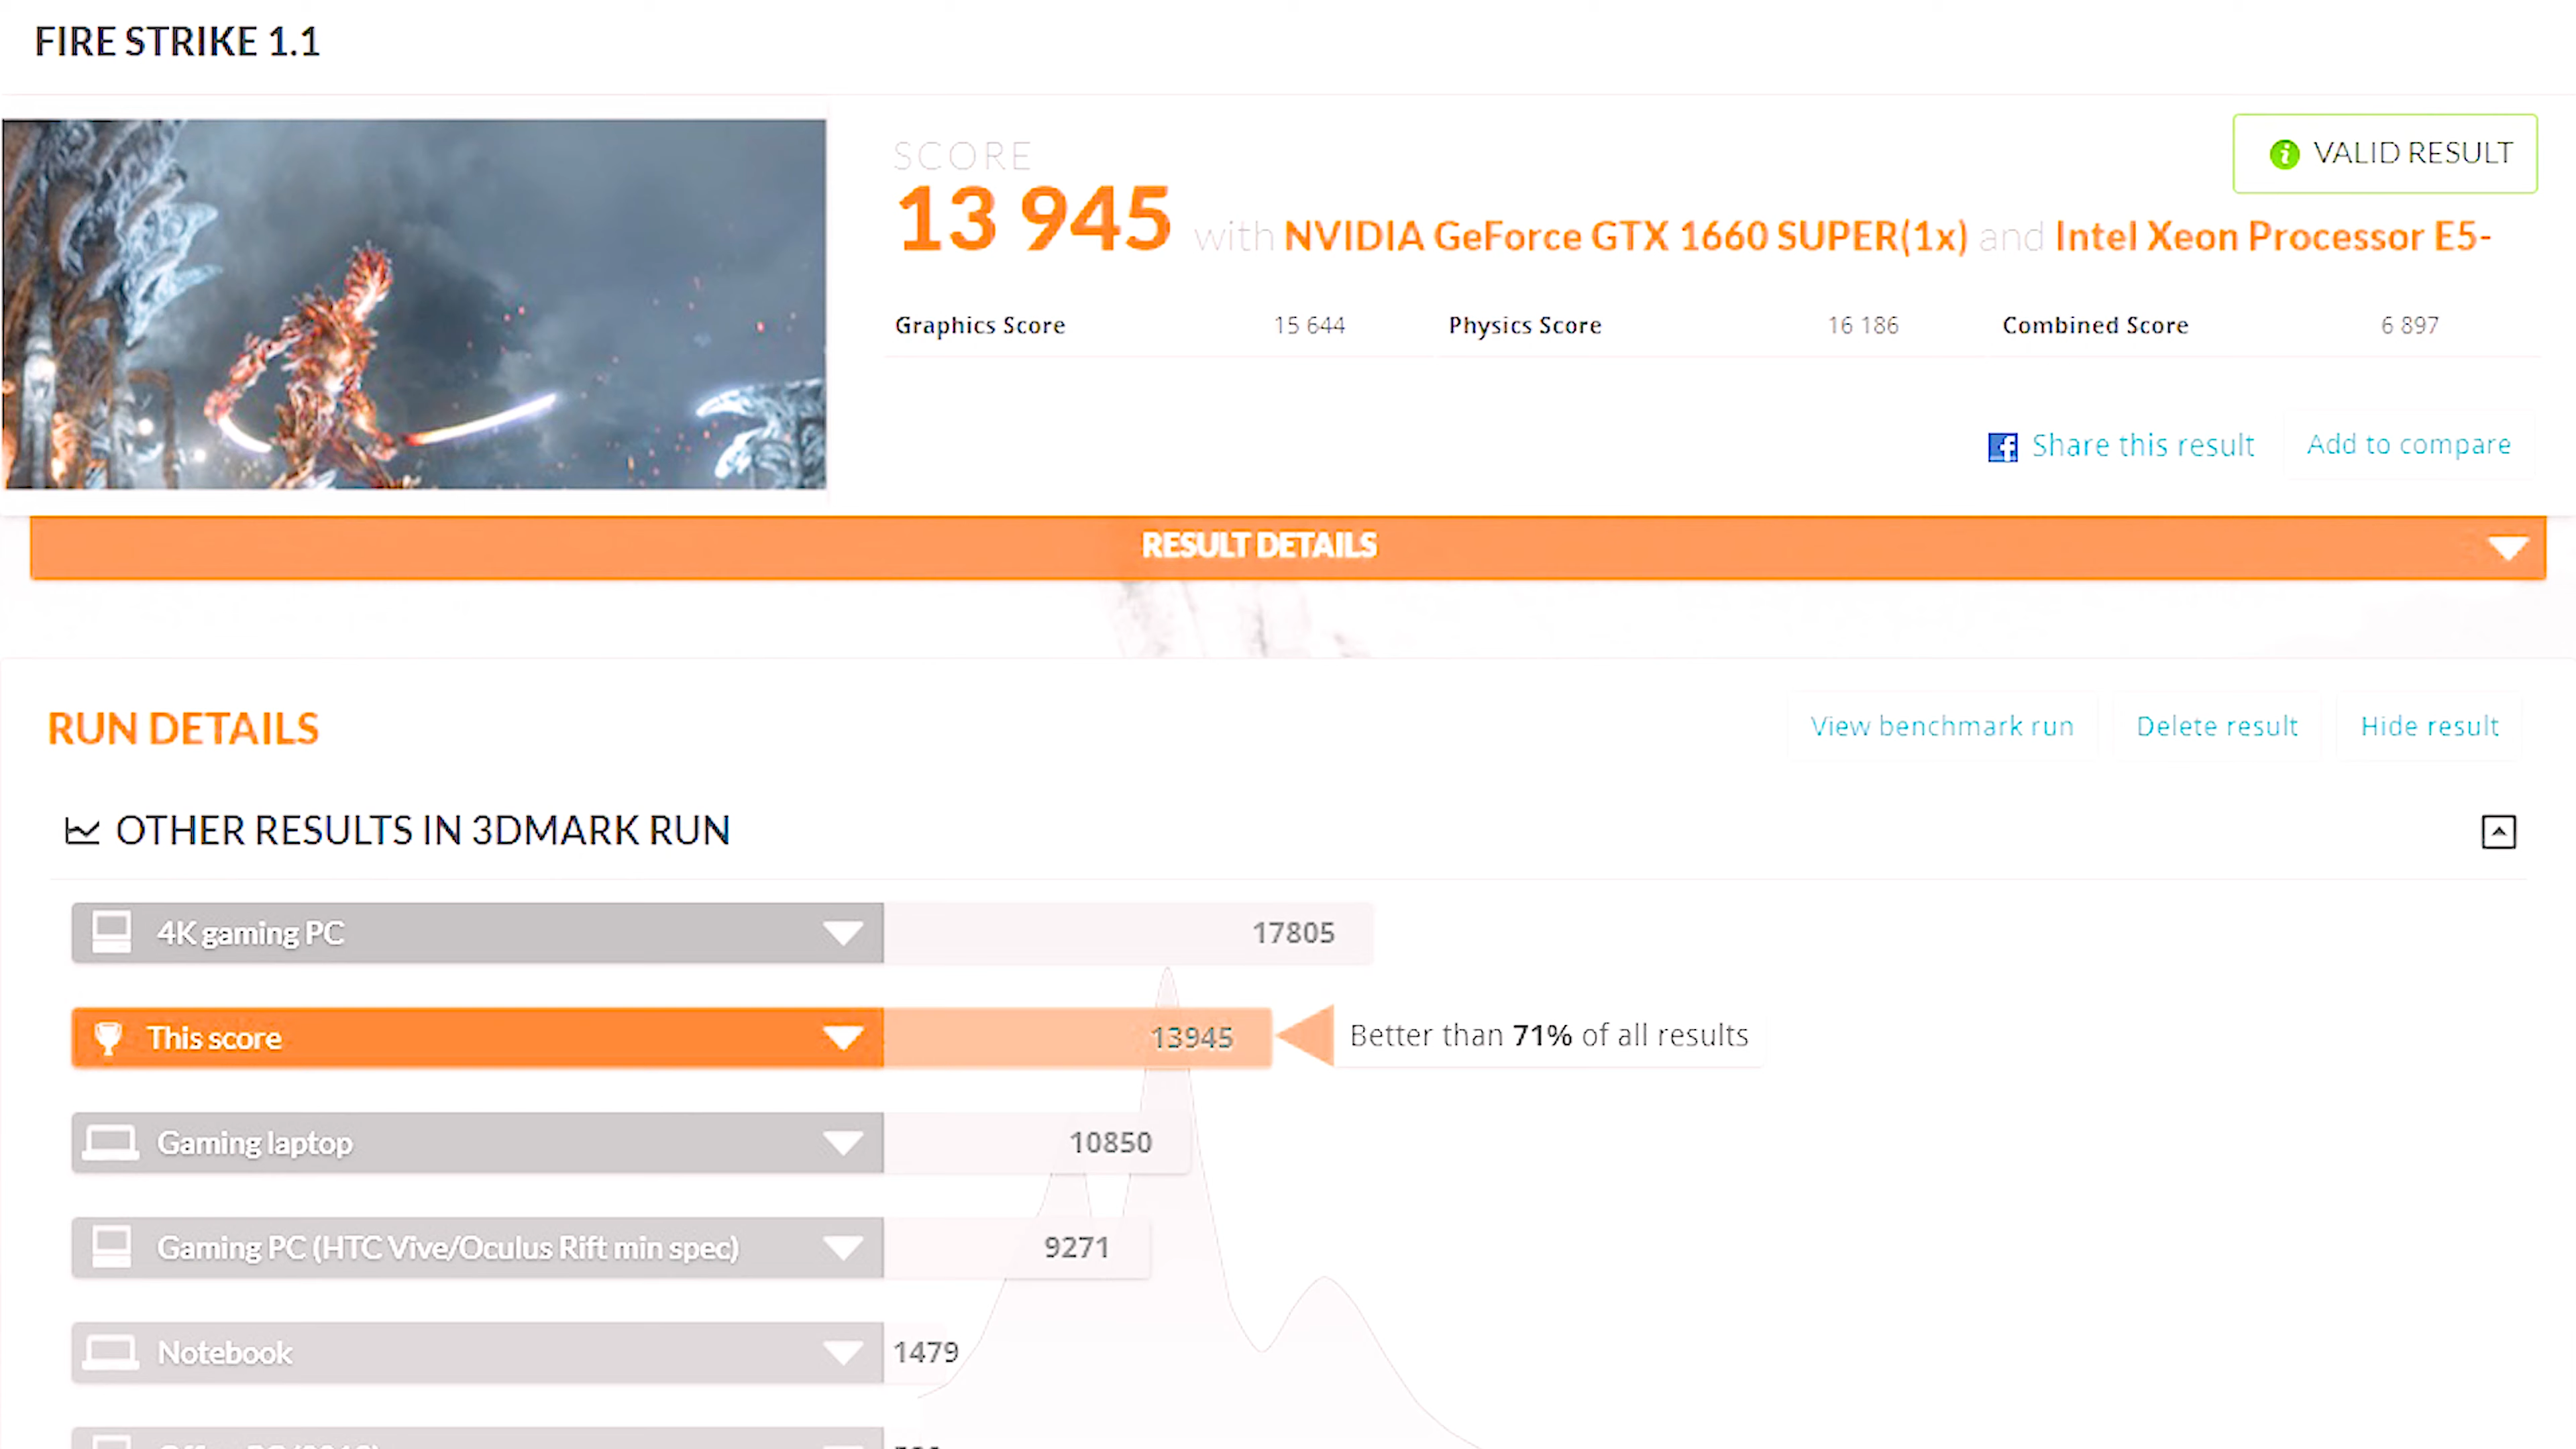 FIRE STRIKE 1.1
SCORE
VALID RESULT
13 945 with NVIDIA GeForce GTX 1660 SUPER(1x) and Intel Xeon Processor E5-
Graphics Score 15 644 Physics Score 16 186 Combined Score 6 897
Share this result Add to compare
RESULT DETAILS
RUN DETAILS View benchmark run Delete result Hide result
OTHER RESULTS IN 3DMARK RUN
4K gaming PC 17805
This score 13945 Better than 71% of all results
Gaming laptop 10850
Gaming PC (HTC Vive/Oculus Rift min spec) 9271
Notebook 1479